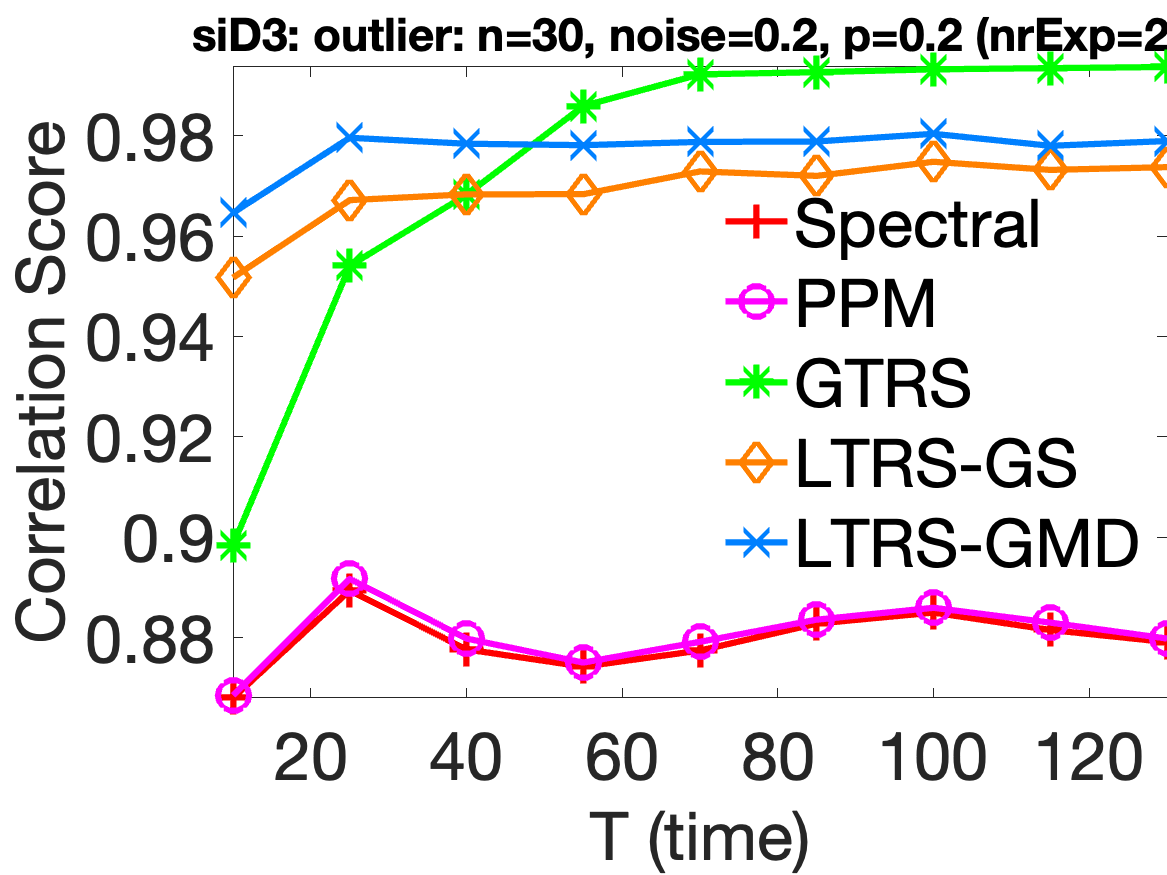 siD3: outlier: n=30, noise=0.2, p=0.2 (nrExp=2
Correlation Score
0.98
0.96
0.94
0.92
0.9
0.88
Spectral
PPM
GTRS
LTRS-GS
LTRS-GMD
20 40 60 80 100 120
T (time)